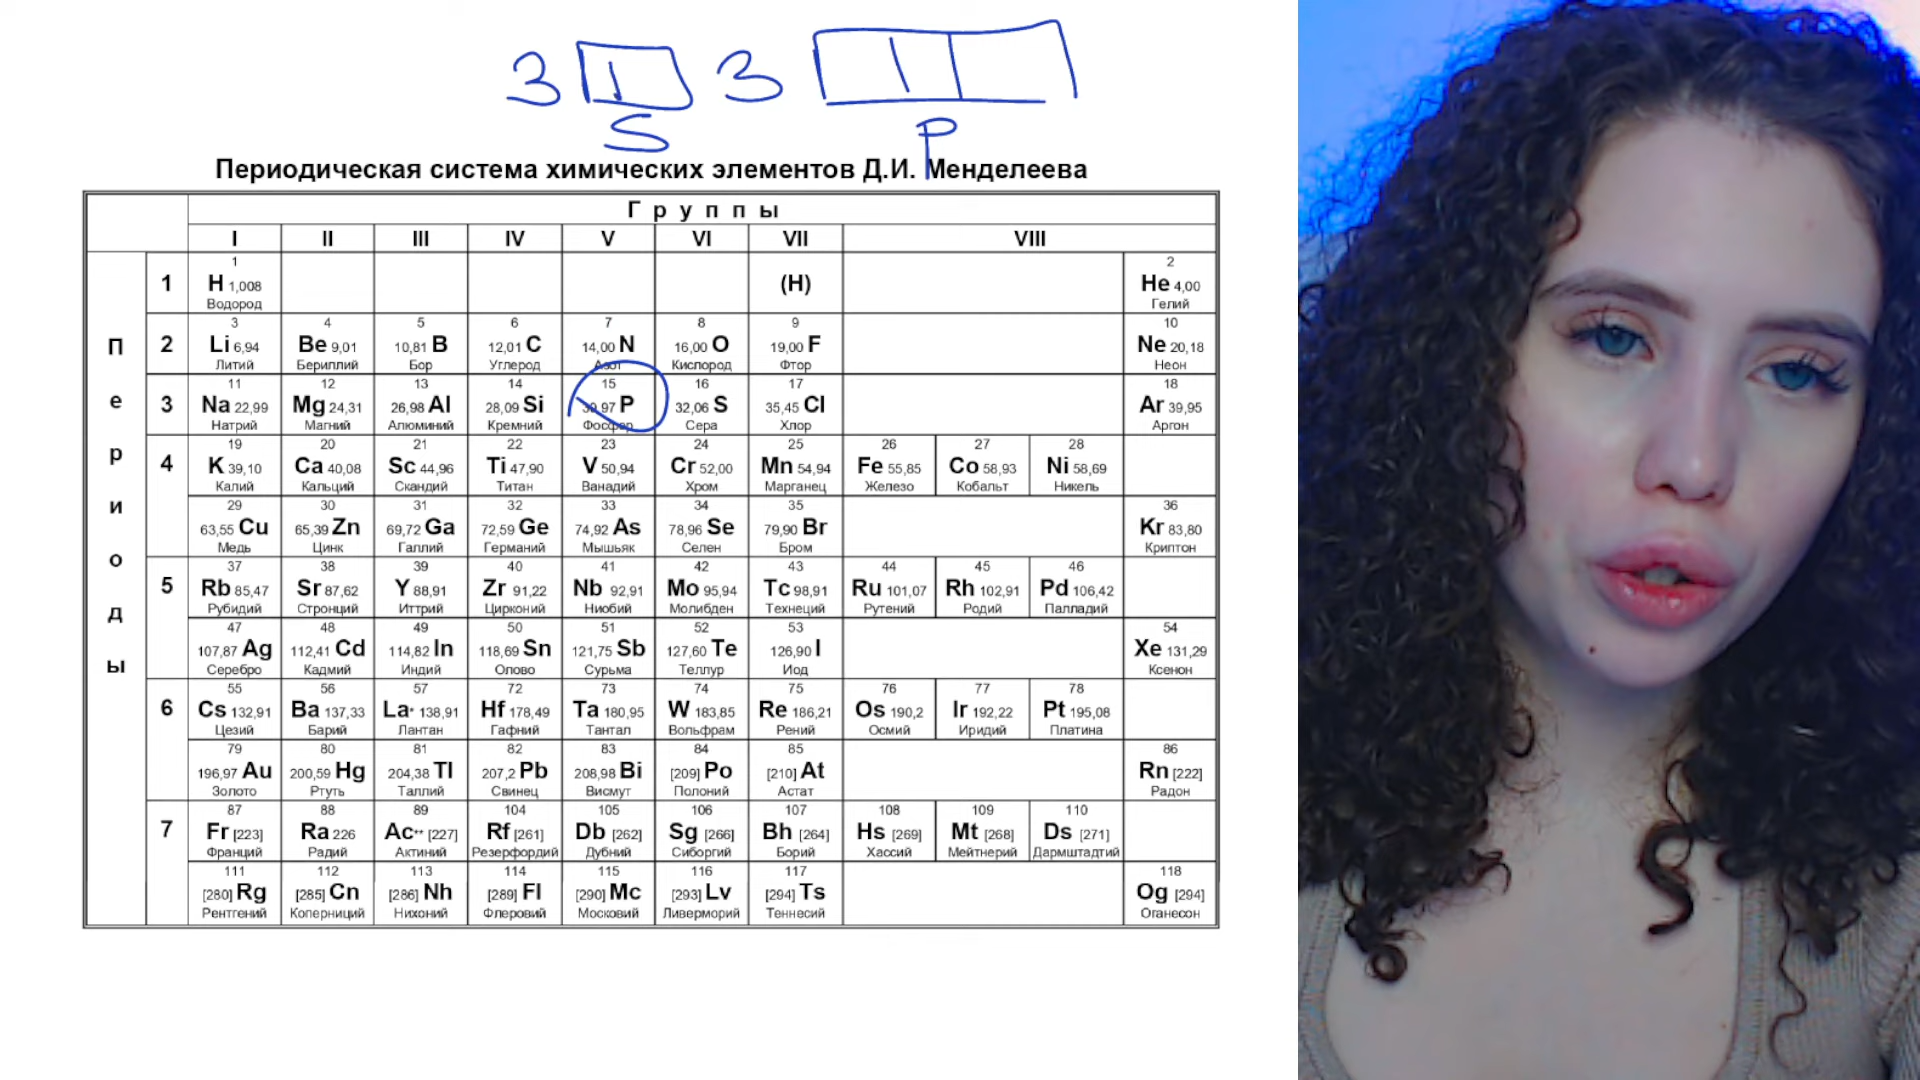 3 3
S P
Периодическая система химических элементов Д.И. Менделеева
Группы
I II III IV V VI VII VIII
Периоды
1 2
1 H 1,008 (H) He 4,00
Водород Гелий
3 4 5 6 7 8 9 10
2 Li 6,94 Be 9,01 10,81 B 12,01 C 14,00 N 16,00 O 19,00 F Ne 20,18
Литий Бериллий Бор Углерод Азот Кислород Фтор Неон
11 12 13 14 15 16 17 18
3 Na 22,99 Mg 24,31 26,98 Al 28,09 Si 30,97 P 32,06 S 35,45 Cl Ar 39,95
Натрий Магний Алюминий Кремний Фосфор Сера Хлор Аргон
19 20 21 22 23 24 25 26 27 28
4 K 39,10 Ca 40,08 Sc 44,96 Ti 47,90 V 50,94 Cr 52,00 Mn 54,94 Fe 55,85 Co 58,93 Ni 58,69
Калий Кальций Скандий Титан Ванадий Хром Марганец Железо Кобальт Никель
29 30 31 32 33 34 35 36
63,55 Cu 65,39 Zn 69,72 Ga 72,59 Ge 74,92 As 78,96 Se 79,90 Br Kr 83,80
Медь Цинк Галлий Германий Мышьяк Селен Бром Криптон
37 38 39 40 41 42 43 44 45 46
5 Rb 85,47 Sr 87,62 Y 88,91 Zr 91,22 Nb 92,91 Mo 95,94 Tc 98,91 Ru 101,07 Rh 102,91 Pd 106,42
Рубидий Стронций Иттрий Цирконий Ниобий Молибден Технеций Рутений Родий Палладий
47 48 49 50 51 52 53 54
107,87 Ag 112,41 Cd 114,82 In 118,69 Sn 121,75 Sb 127,60 Te 126,90 I Xe 131,29
Серебро Кадмий Индий Олово Сурьма Теллур Иод Ксенон
55 56 57 72 73 74 75 76 77 78
6 Cs 132,91 Ba 137,33 La* 138,91 Hf 178,49 Ta 180,95 W 183,85 Re 186,21 Os 190,2 Ir 192,22 Pt 195,08
Цезий Барий Лантан Гафний Тантал Вольфрам Рений Осмий Иридий Платина
79 80 81 82 83 84 85 86
196,97 Au 200,59 Hg 204,38 Tl 207,2 Pb 208,98 Bi [209] Po [210] At Rn [222]
Золото Ртуть Таллий Свинец Висмут Полоний Астат Радон
87 88 89 104 105 106 107 108 109 110
7 Fr [223] Ra 226 Ac** [227] Rf [261] Db [262] Sg [266] Bh [264] Hs [269] Mt [268] Ds [271]
Франций Радий Актиний Резерфордий Дубний Сиборгий Борий Хассий Мейтнерий Дармштадтий
111 112 113 114 115 116 117 118
[280] Rg [285] Cn [286] Nh [289] Fl [290] Mc [293] Lv [294] Ts Og [294]
Рентгений Коперниций Нихоний Флеровий Московий Ливерморий Теннесий Оганесон